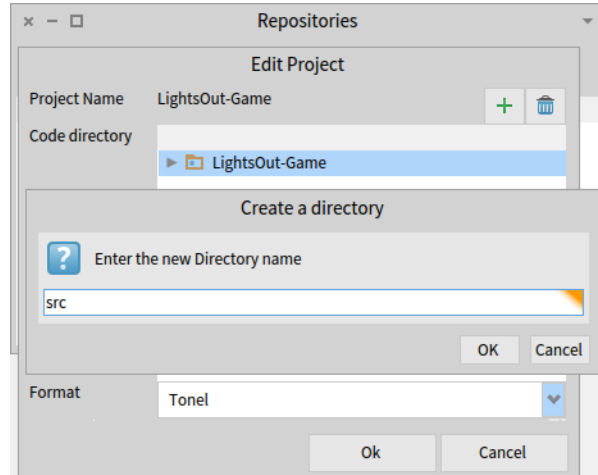 Repositories
Edit Project
Project Name LightsOut-Game
Code directory
LightsOut-Game
Create a directory
Enter the new Directory name
src
OK Cancel
Format Tonel
Ok Cancel